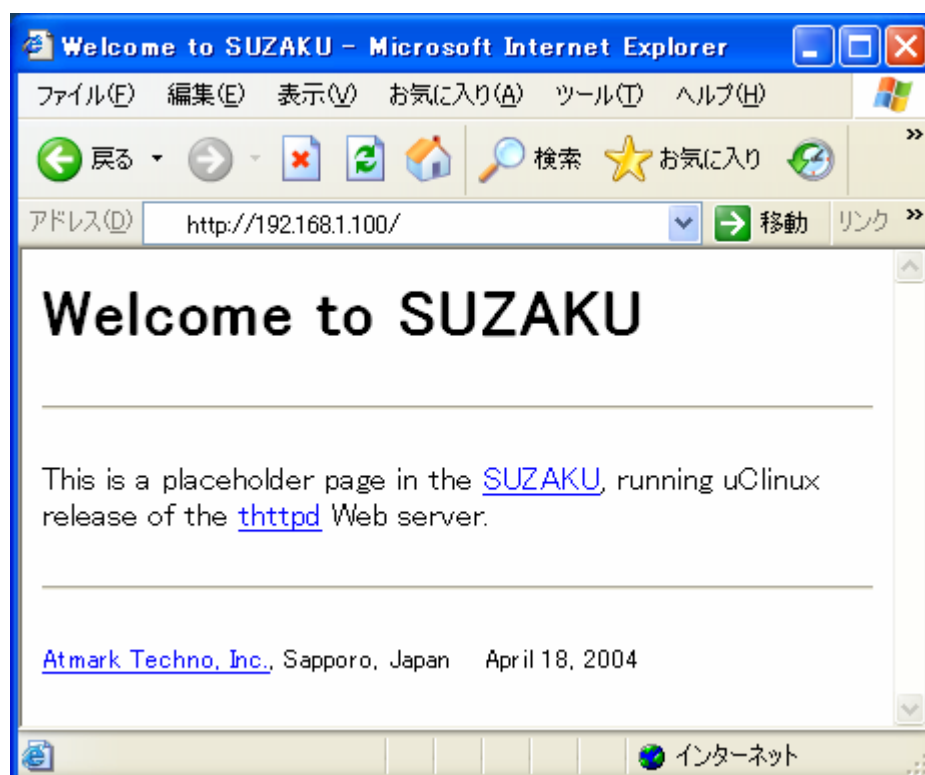 Welcome to SUZAKU - Microsoft Internet Explorer
ファイル(F) 編集(E) 表示(V) お気に入り(A) ツール(T) ヘルプ(H)
戻る 検索 お気に入り »
アドレス(D) http://192.168.1.100/ 移動 リンク »
Welcome to SUZAKU
This is a placeholder page in the SUZAKU, running uClinux
release of the thttpd Web server.
Atmark Techno, Inc., Sapporo, Japan April 18, 2004
インターネット